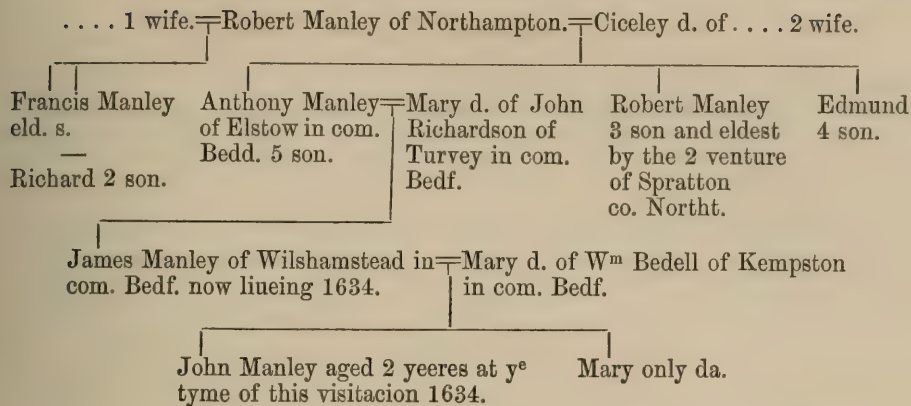 . . . . 1 wife.=Robert Manley of Northampton.=Ciceley d. of . . . . 2 wife.
Francis Manley
eld. s.
—
Richard 2 son.
Anthony Manley=Mary d. of John
of Elstow in com.
Bedd. 5 son.
Richardson of
Turvey in com.
Bedf.
Robert Manley
3 son and eldest
by the 2 venture
of Spratton
co. Northt.
Edmund
4 son.
James Manley of Wilshamstead in=Mary d. of Wᵐ Bedell of Kempston
com. Bedf. now liueing 1634.
in com. Bedf.
John Manley aged 2 yeeres at yᵉ
tyme of this visitacion 1634.
Mary only da.